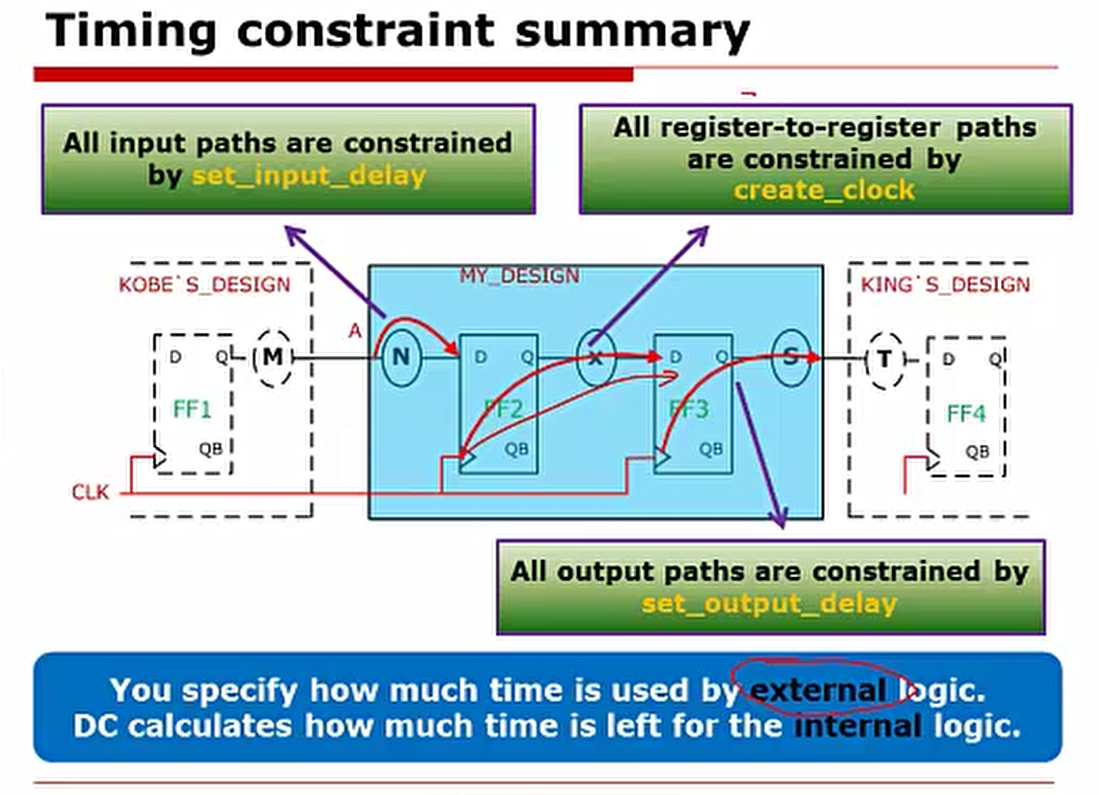 Timing constraint summary
All input paths are constrained
by set_input_delay
All register-to-register paths
are constrained by
create_clock
KOBE`S_DESIGN
MY_DESIGN
KING`S_DESIGN
A
D
Q
M
N
D
Q
X
D
Q
S
T
D
Q
FF1
FF2
FF3
FF4
QB
QB
QB
QB
CLK
All output paths are constrained by
set_output_delay
You specify how much time is used by external logic.
DC calculates how much time is left for the internal logic.